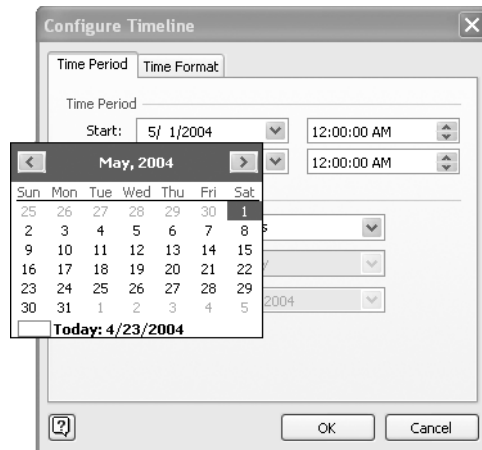 Configure Timeline
Time Period Time Format
Time Period
Start: 5/ 1/2004 12:00:00 AM
12:00:00 AM
May, 2004
Sun Mon Tue Wed Thu Fri Sat
25 26 27 28 29 30 1
2 3 4 5 6 7 8
9 10 11 12 13 14 15
16 17 18 19 20 21 22
23 24 25 26 27 28 29
30 31 1 2 3 4 5
Today: 4/23/2004
2004
OK Cancel